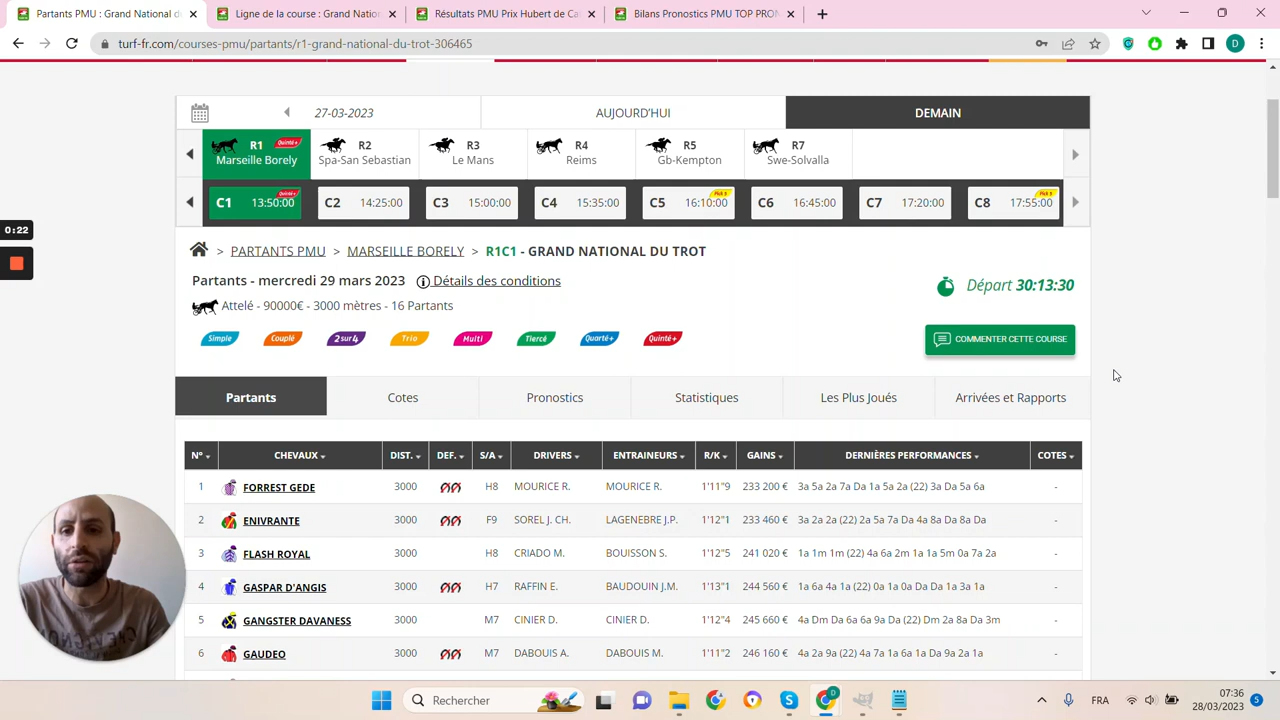 Partants PMU : Grand National d
Ligne de la course : Grand Natio
Résultats PMU Prix Hubert de Ca
Bilans Pronostics PMU TOP PRO
turf-fr.com/courses-pmu/partants/r1-grand-national-du-trot-306465
D
27-03-2023
AUJOURD'HUI
DEMAIN
R1 Quinté+
Marseille Borely
R2
Spa-San Sebastian
R3
Le Mans
R4
Reims
R5
Gb-Kempton
R7
Swe-Solvalla
C1 13:50:00 Quinté+
C2 14:25:00
C3 15:00:00
C4 15:35:00
C5 16:10:00 Pick 5
C6 16:45:00
C7 17:20:00
C8 17:55:00 Pick 5
0:22
> PARTANTS PMU > MARSEILLE BORELY > R1C1 - GRAND NATIONAL DU TROT
Partants - mercredi 29 mars 2023 Détails des conditions
Départ 30:13:30
Attelé - 90000€ - 3000 mètres - 16 Partants
Simple Couplé 2sur4 Trio Multi Tiercé Quarté+ Quinté+
COMMENTER CETTE COURSE
Partants Cotes Pronostics Statistiques Les Plus Joués Arrivées et Rapports
N° CHEVAUX DIST. DEF. S/A DRIVERS ENTRAINEURS R/K GAINS DERNIÈRES PERFORMANCES COTES
1 FORREST GEDE 3000 H8 MOURICE R. MOURICE R. 1'11"9 233 200 € 3a 5a 2a 7a Da 1a 5a 2a (22) 3a Da 5a 6a -
2 ENIVRANTE 3000 F9 SOREL J. CH. LAGENEBRE J.P. 1'12"1 233 460 € 3a 2a 2a (22) 2a 5a 7a Da 4a 8a Da 8a Da -
3 FLASH ROYAL 3000 H8 CRIADO M. BOUISSON S. 1'12"5 241 020 € 1a 1m 1m (22) 4a 6a 2m 1a 1a 5m 0a 7a 2a -
4 GASPAR D'ANGIS 3000 H7 RAFFIN E. BAUDOUIN J.M. 1'13"1 244 560 € 1a 6a 4a 1a (22) 0a 1a 0a Da Da 1a 3a 1a -
5 GANGSTER DAVANESS 3000 M7 CINIER D. CINIER D. 1'12"4 245 660 € 4a Dm Da 6a 6a 9a Da (22) Dm 2a 8a Da 3m -
6 GAUDEO 3000 M7 DABOUIS A. DABOUIS M. 1'11"2 246 160 € 4a 2a 9a (22) 4a 7a 1a 6a 1a Da 9a 2a 1a -
Rechercher
FRA
07:36
28/03/2023
5